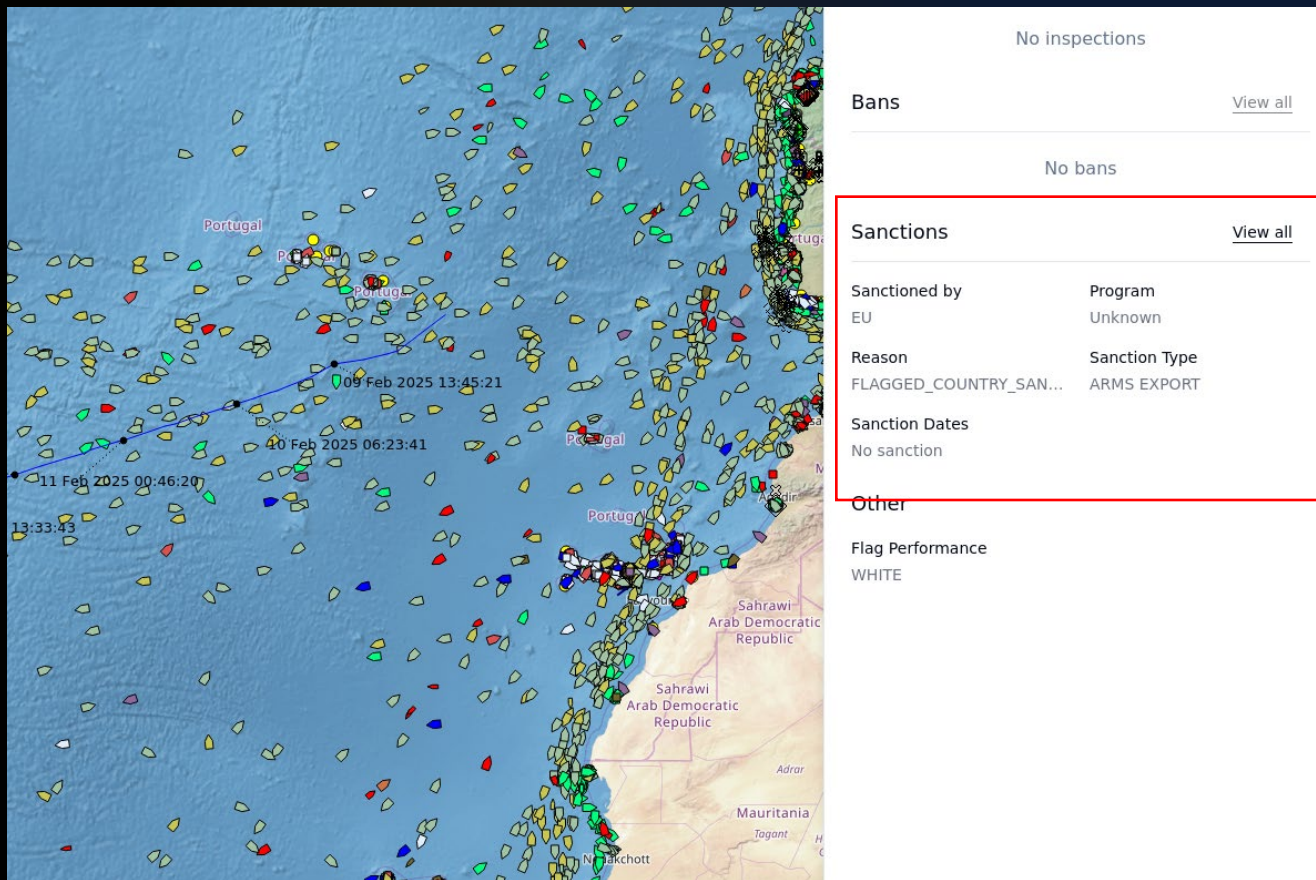 No inspections
Bans
View all
No bans
Sanctions
View all
Sanctioned by
Program
EU
Unknown
Reason
Sanction Type
FLAGGED_COUNTRY_SAN...
ARMS EXPORT
Sanction Dates
No sanction
Other
Flag Performance
WHITE
Portugal
Portugal
09 Feb 2025 13:45:21
10 Feb 2025 06:23:41
11 Feb 2025 00:46:20
13:33:43
Portugal
Portugal
Sahrawi
Arab Democratic
Republic
Sahrawi
Arab Democratic
Republic
Adrar
Mauritania
Tagant